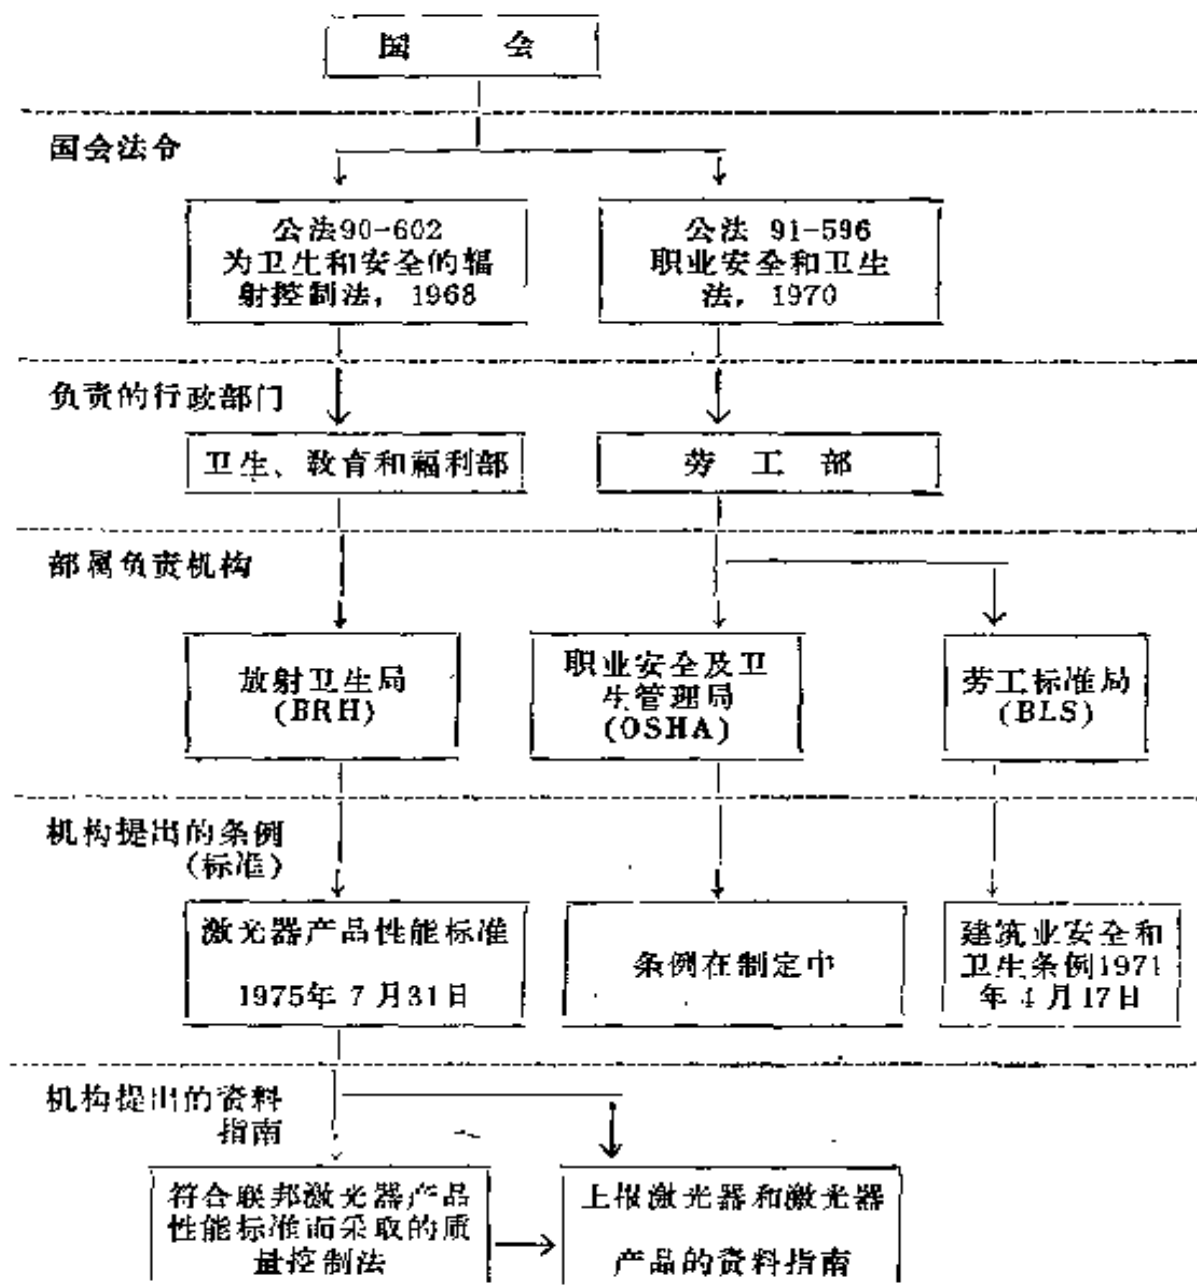 国 会
国会法令
公法90-602
为卫生和安全的辐
射控制法，1968
公法 91-596
职业安全和卫生
法，1970
负责的行政部门
卫生、教育和福利部
劳 工 部
部属负责机构
放射卫生局
(BRH)
职业安全及卫
生管理局
(OSHA)
劳工标准局
(BLS)
机构提出的条例
(标准)
激光器产品性能标准
1975年 7 月31日
条例在制定中
建筑业安全和
卫生条例1971
年 4 月17日
机构提出的资料
指南
符合联邦激光器产品
性能标准而采取的质
量控制法
上报激光器和激光器
产品的资料指南